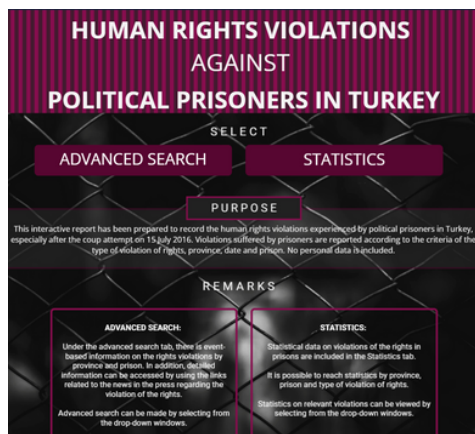 HUMAN RIGHTS VIOLATIONS
AGAINST
POLITICAL PRISONERS IN TURKEY
SELECT
ADVANCED SEARCH
STATISTICS
PURPOSE
This interactive report has been prepared to record the human rights violations experienced by political prisoners in Turkey,
especially after the coup attempt on 15 July 2016. Violations suffered by prisoners are reported according to the criteria of the
type of violation of rights, province, date and prison. No personal data is included.
REMARKS
ADVANCED SEARCH:
Under the advanced search tab, there is event-
based information on the rights violations by
province and prison. In addition, detailed
information can be accessed by using the links
related to the news in the press regarding the
violation of the rights.
Advanced search can be made by selecting from
the drop-down windows.
STATISTICS:
Statistical data on violations of the rights in
prisons are included in the Statistics tab.
It is possible to reach statistics by province,
prison and type of violation of rights.
Statistics on relevant violations can be viewed by
selecting from the drop-down windows.